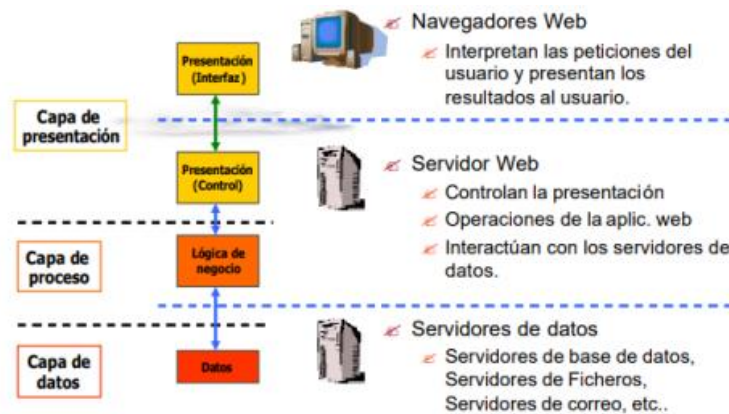 Capa de
presentación
Capa de
proceso
Capa de
datos
Presentación
(Interfaz)
Presentación
(Control)
Lógica de
negocio
Datos
Navegadores Web
Interpretan las peticiones del
usuario y presentan los
resultados al usuario.
Servidor Web
Controlan la presentación
Operaciones de la aplic. web
Interactúan con los servidores de
datos.
Servidores de datos
Servidores de base de datos,
Servidores de Ficheros,
Servidores de correo, etc..